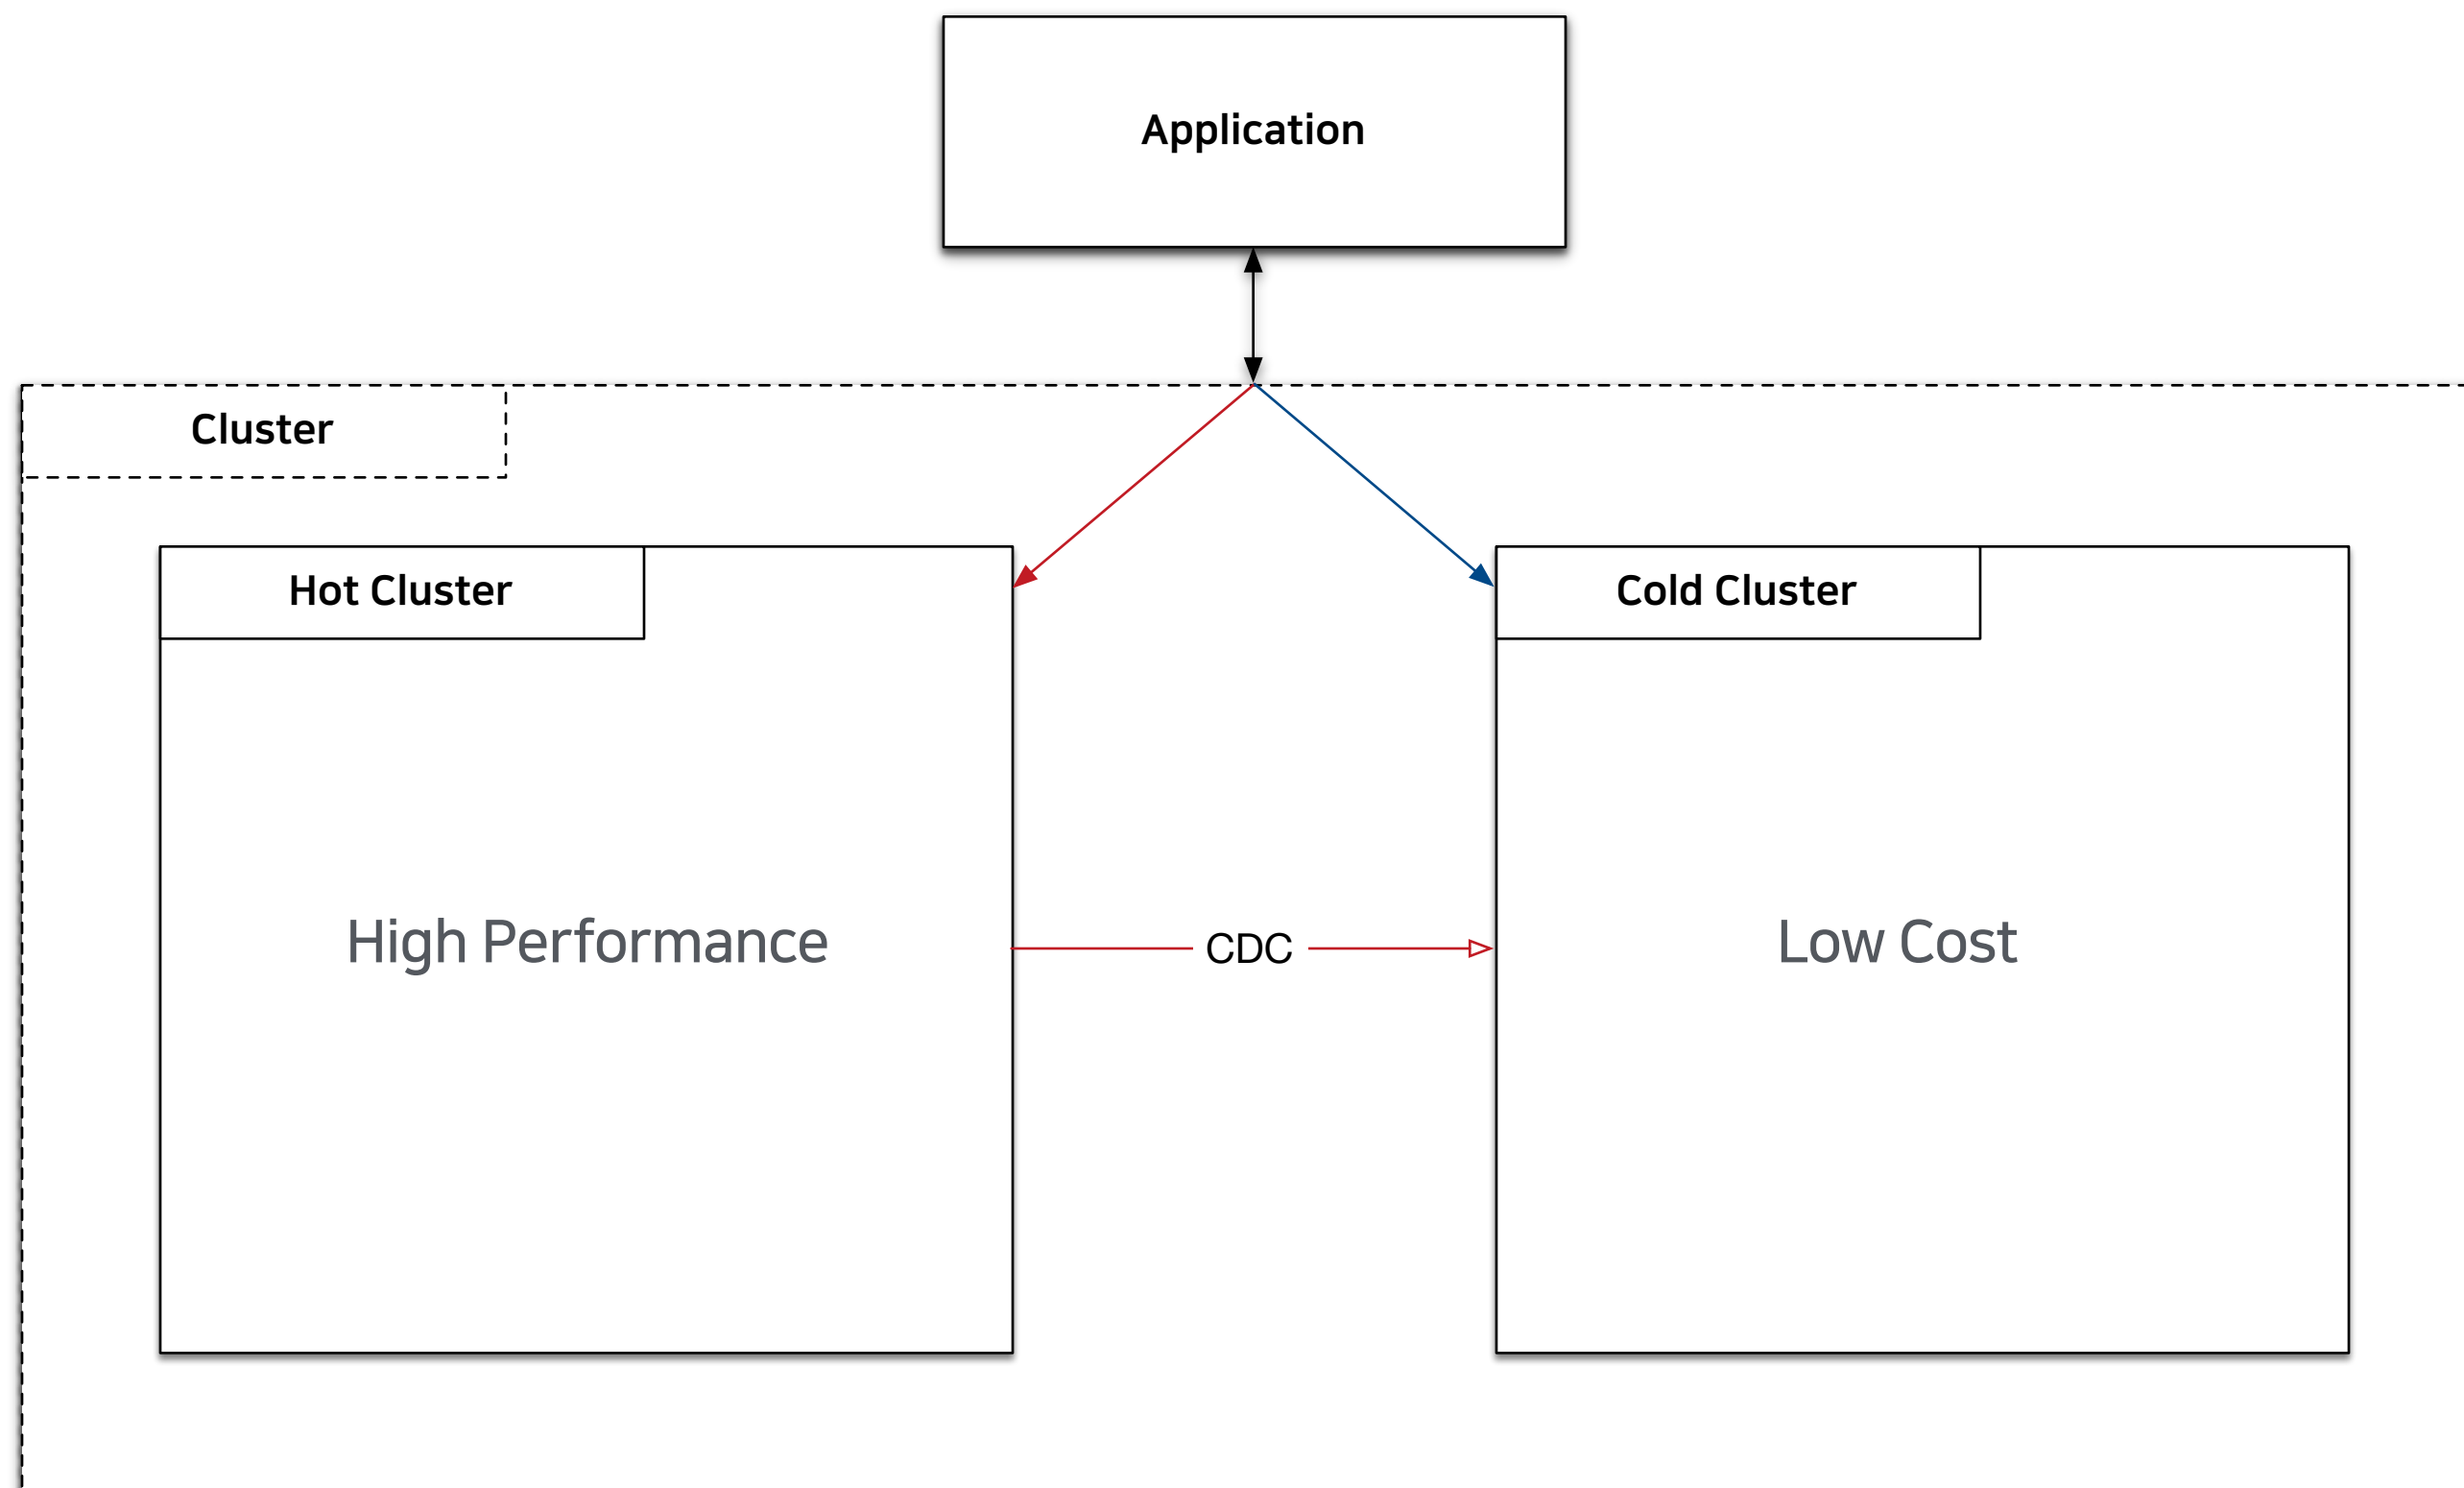 Application
Cluster
Hot Cluster
Cold Cluster
High Performance
CDC
Low Cost